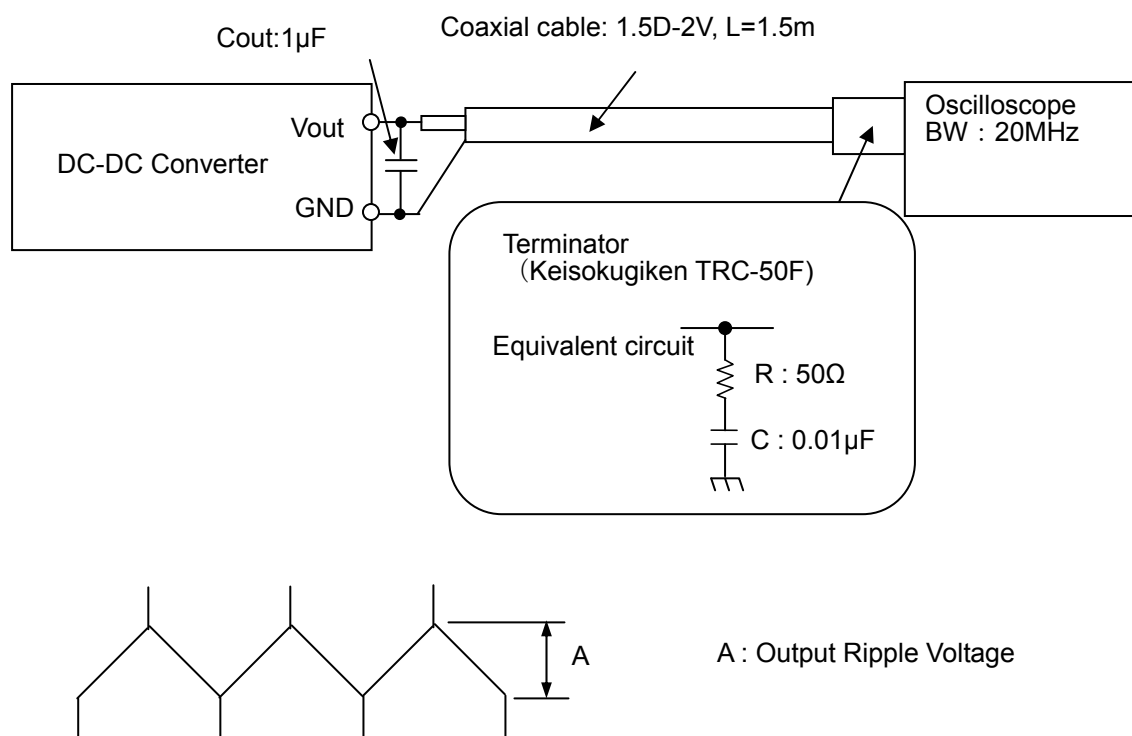 Cout:1µF
Coaxial cable: 1.5D-2V, L=1.5m
DC-DC Converter
Vout
GND
Oscilloscope
BW：20MHz
Terminator
（Keisokugiken TRC-50F)
Equivalent circuit
R : 50Ω
C : 0.01µF
A
A : Output Ripple Voltage